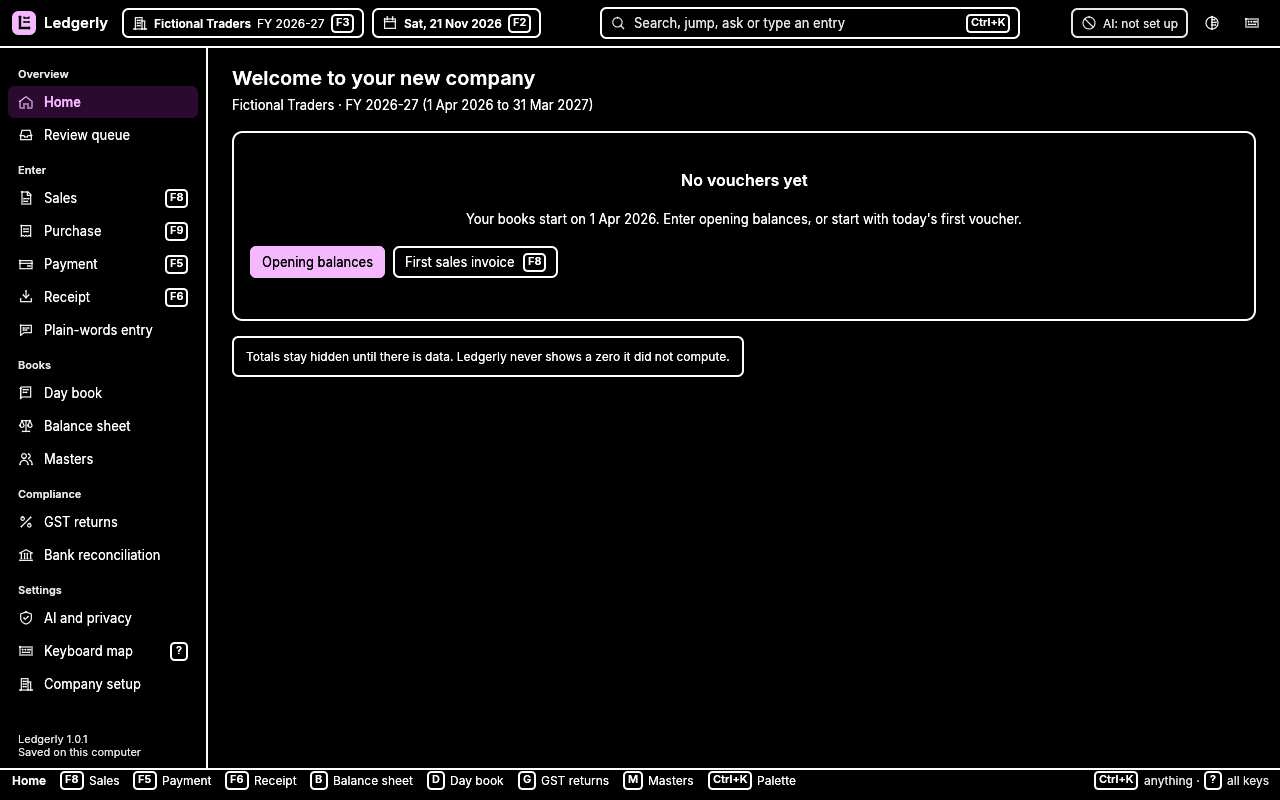 Ledgerly
Fictional Traders FY 2026-27 F3
Sat, 21 Nov 2026 F2
Search, jump, ask or type an entry Ctrl+K
AI: not set up
Overview
Home
Review queue
Enter
Sales F8
Purchase F9
Payment F5
Receipt F6
Plain-words entry
Books
Day book
Balance sheet
Masters
Compliance
GST returns
Bank reconciliation
Settings
AI and privacy
Keyboard map ?
Company setup
Ledgerly 1.0.1
Saved on this computer
Welcome to your new company
Fictional Traders · FY 2026-27 (1 Apr 2026 to 31 Mar 2027)
No vouchers yet
Your books start on 1 Apr 2026. Enter opening balances, or start with today's first voucher.
Opening balances
First sales invoice F8
Totals stay hidden until there is data. Ledgerly never shows a zero it did not compute.
Home F8 Sales F5 Payment F6 Receipt B Balance sheet D Day book G GST returns M Masters Ctrl+K Palette
Ctrl+K anything · ? all keys